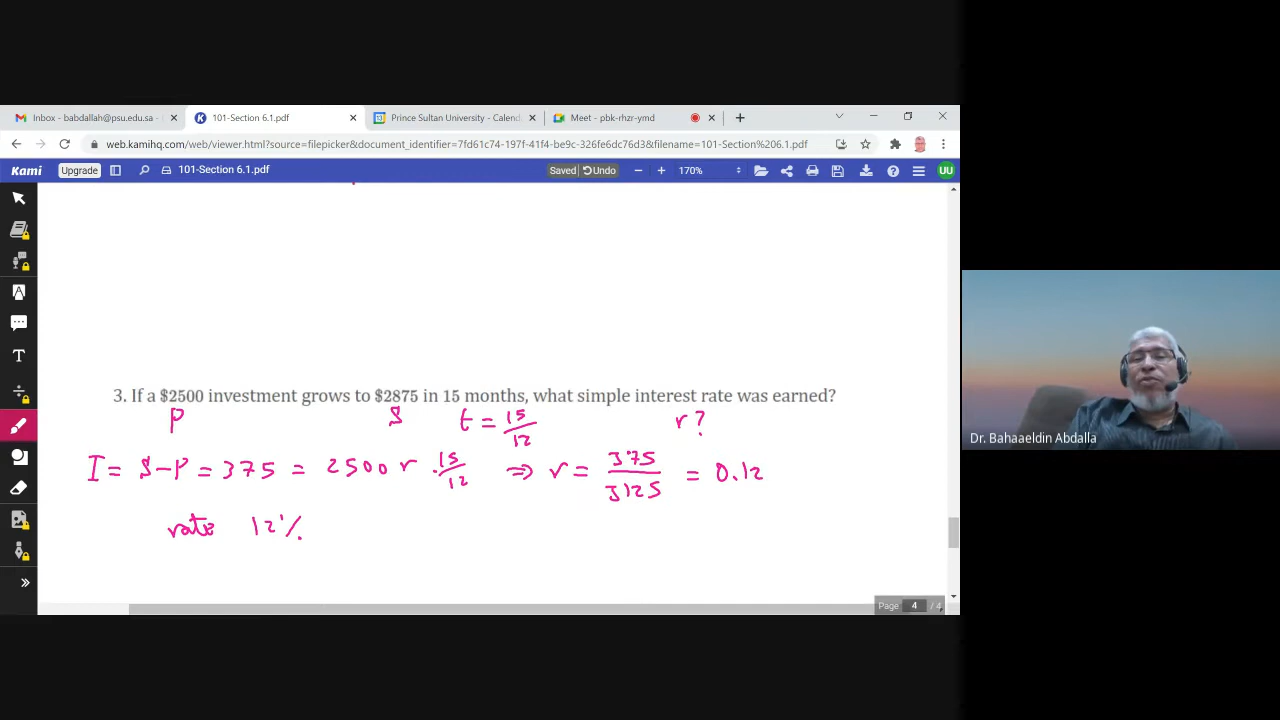 Inbox - babdallah@psu.edu.sa - 101-Section 6.1.pdf Prince Sultan University - Calend Meet - pbk-rhzr-ymd
web.kamihq.com/web/viewer.html?source=filepicker&document_identifier=7fd61c74-197f-41f4-be9c-326fe6dc76d3&filename=101-Section%206.1.pdf
Kami Upgrade 101-Section 6.1.pdf Saved Undo 170% UU
3. If a $2500 investment grows to $2875 in 15 months, what simple interest rate was earned?
P S t = 15/12 r?
I = S-P = 375 = 2500 r · 15/12 ⇒ r = 375/3125 = 0.12
rate 12%
Page 4 / 4
Dr. Bahaaeldin Abdalla